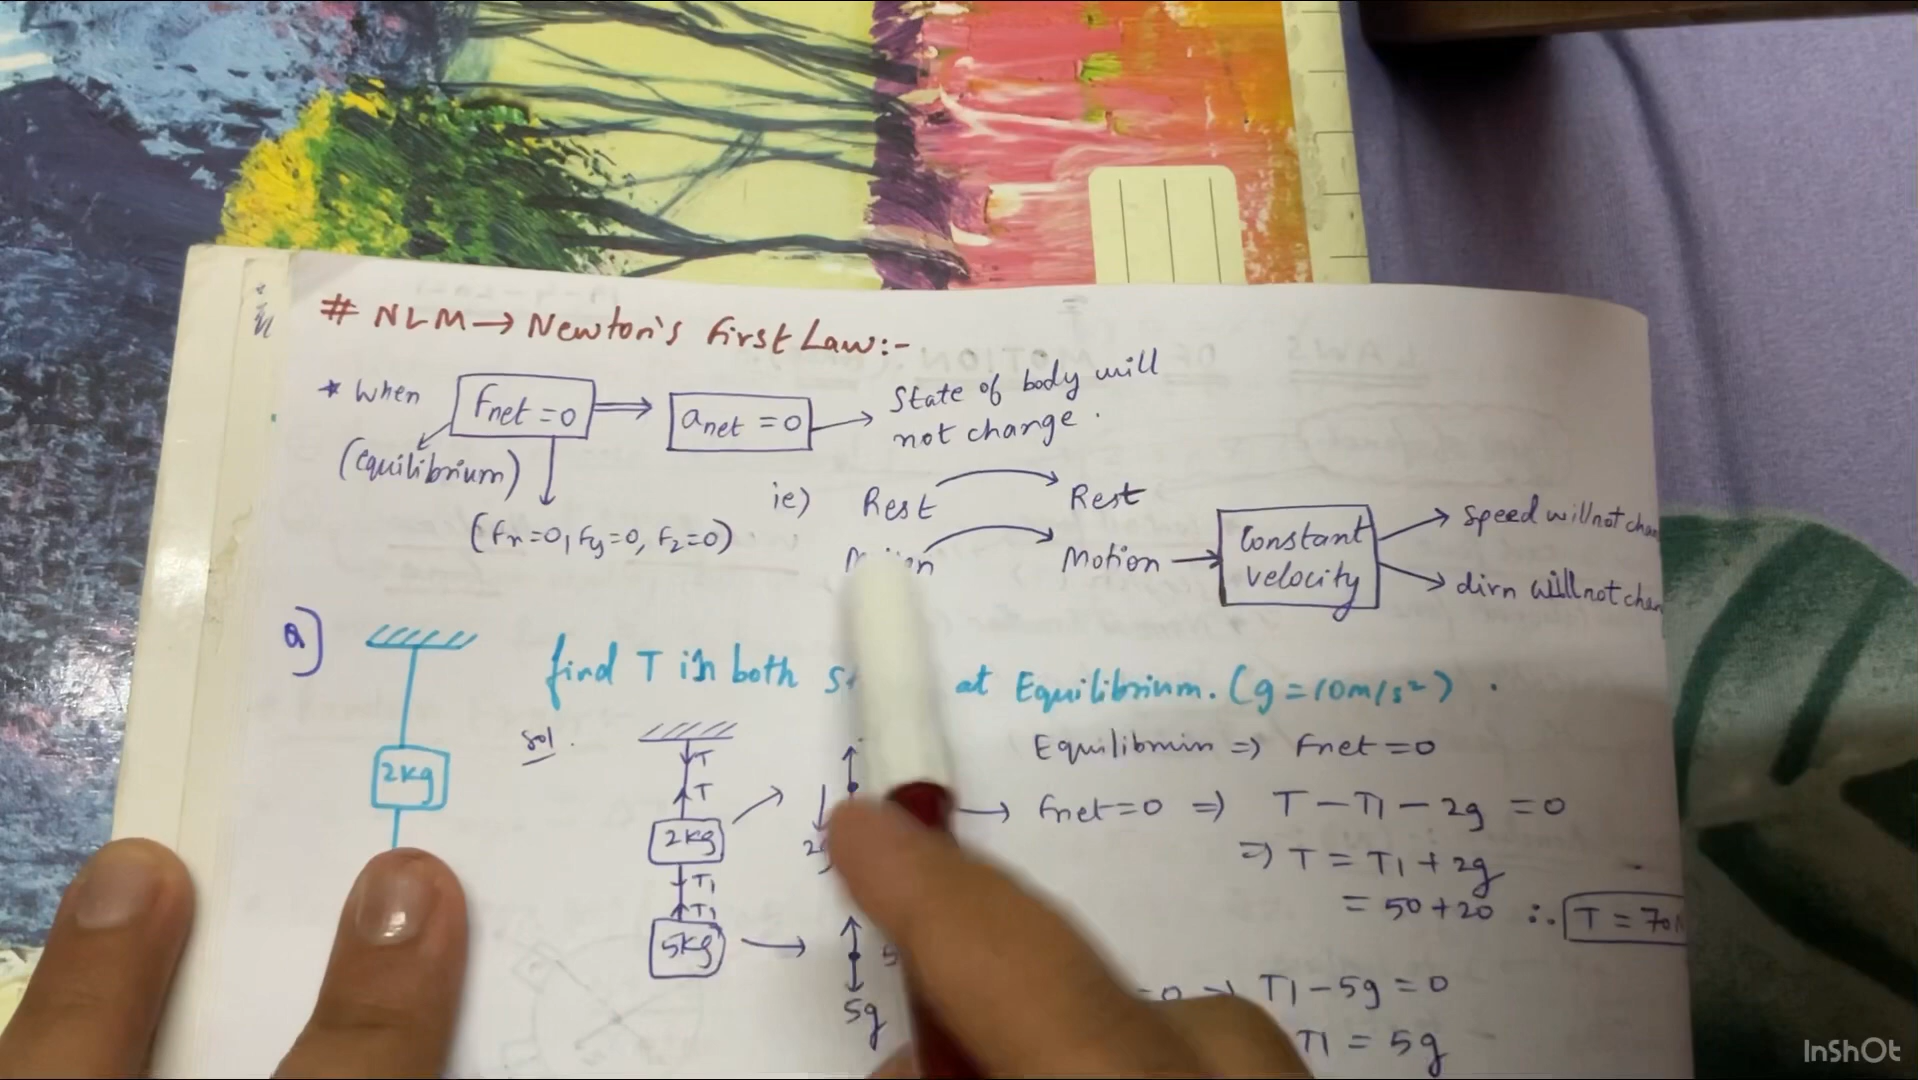 # NLM → Newton's First Law:-
* When Fnet = 0 ⇒ anet = 0 → State of body will not change.
(equilibrium)
(Fx=0, Fy=0, Fz=0)
ie) Rest → Rest
Motion → Constant velocity → speed will not
→ dirn will not
Q)
find T in both at Equilibrium. (g = 10m/s²).
2kg
Sol.
T
T
2kg
T1
T1
5kg
5g
Equilibrium => Fnet = 0
→ Fnet = 0 => T - T1 - 2g = 0
=> T = T1 + 2g
= 50 + 20 ∴ T = 70N
T1 - 5g = 0
T1 = 5g
InShOt